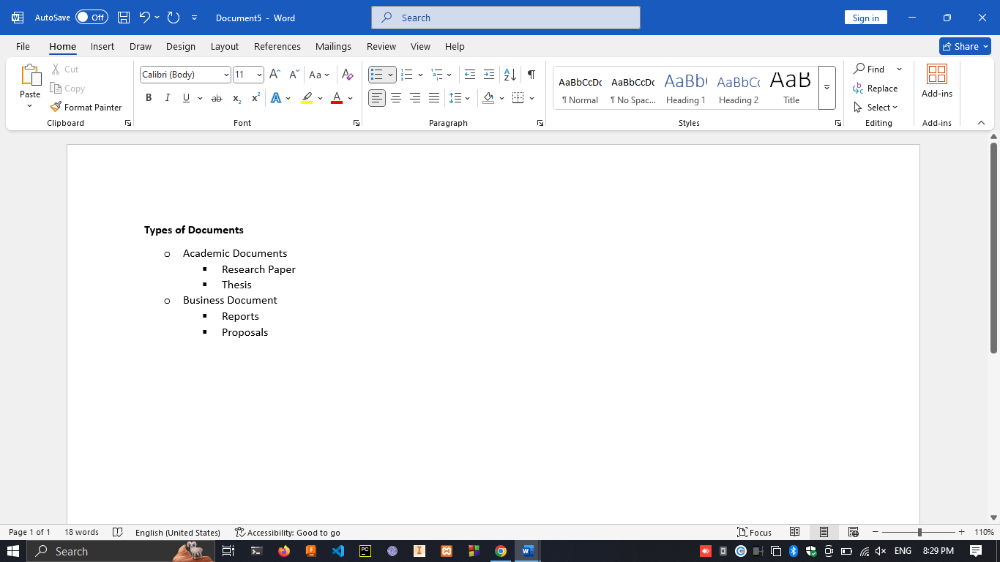 AutoSave Off Document5 - Word Search Sign in
File Home Insert Draw Design Layout References Mailings Review View Help Share
Paste Cut Copy Format Painter Clipboard
Calibri (Body) 11 Aa Font
Paragraph
AaBbCcDc AaBbCcDc AaBb( AaBbCc AaB
¶ Normal ¶ No Spac... Heading 1 Heading 2 Title
Styles
Find Replace Select Editing
Add-ins Add-ins
Types of Documents
o Academic Documents
▪ Research Paper
▪ Thesis
o Business Document
▪ Reports
▪ Proposals
Page 1 of 1 18 words English (United States) Accessibility: Good to go Focus 110%
Search ENG 8:29 PM